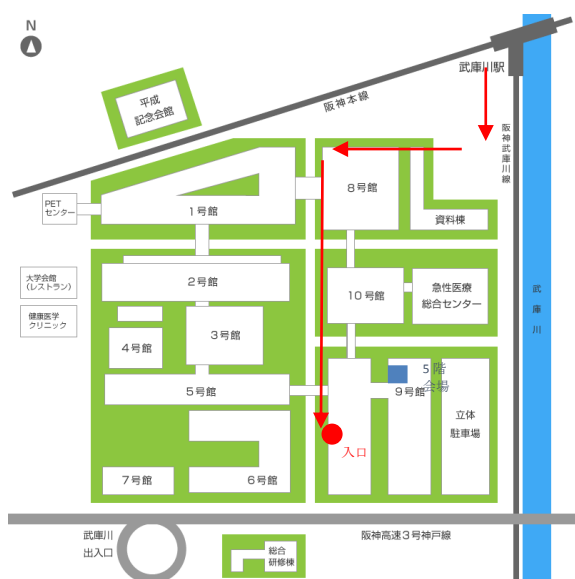 N
武庫川駅
平成
記念会館
阪神本線
阪神武庫川線
8号館
PET
センター
1号館
資料棟
大学会館
(レストラン)
2号館
10号館
急性医療
総合センター
武庫川
健康医学
クリニック
3号館
4号館
5階
会場
5号館
9号館
立体
駐車場
入口
7号館
6号館
武庫川
出入口
阪神高速3号神戸線
総合
研修棟